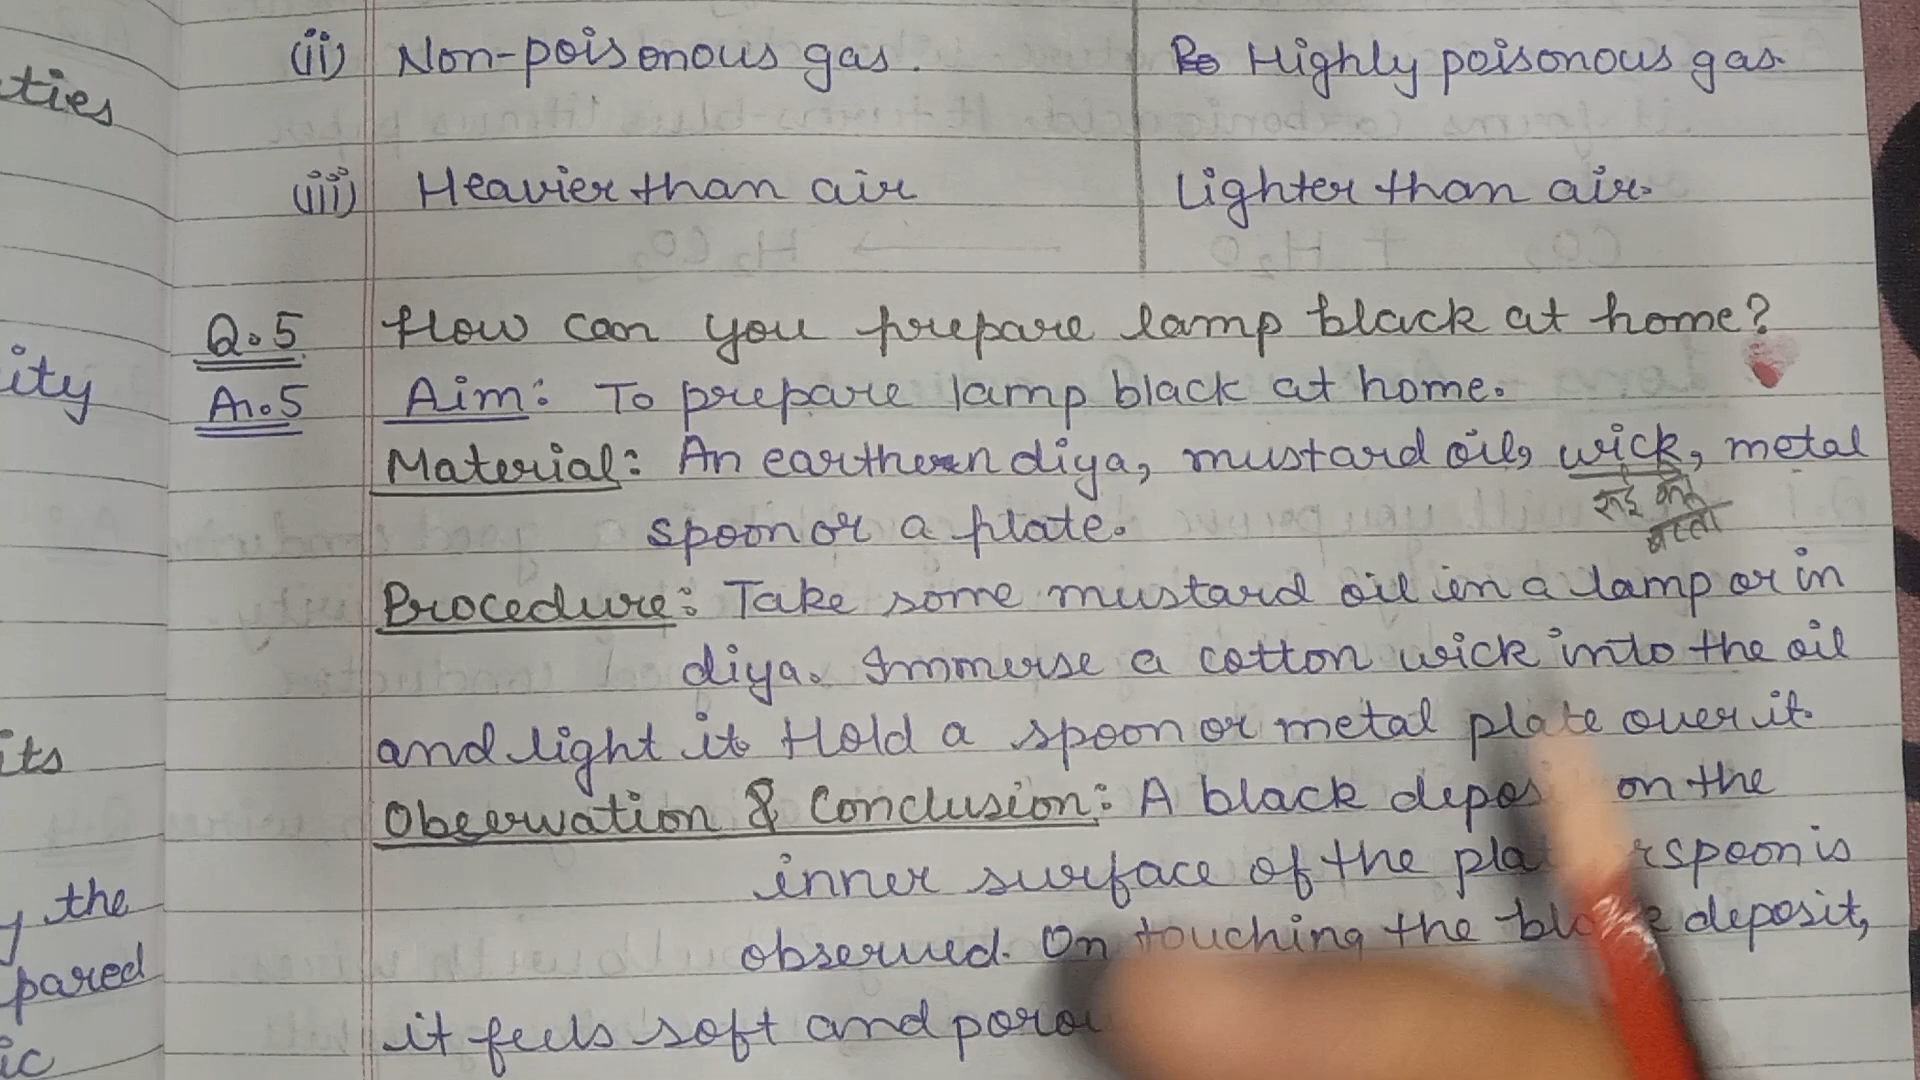 ties
ity
its
y the
pared
ic
(ii) Non-poisonous gas. Highly poisonous gas.
(iii) Heavier than air Lighter than air.
Q.5 How can you prepare lamp black at home?
A.5 Aim: To prepare lamp black at home.
Material: An earthen diya, mustard oil, wick, metal
रूई की
बत्ती
spoon or a plate.
Procedure: Take some mustard oil in a lamp or in
diya. Immerse a cotton wick into the oil
and light it. Hold a spoon or metal plate over it.
Observation & Conclusion: A black deposi on the
inner surface of the pla r spoon is
observed. On touching the deposit,
it feels soft and